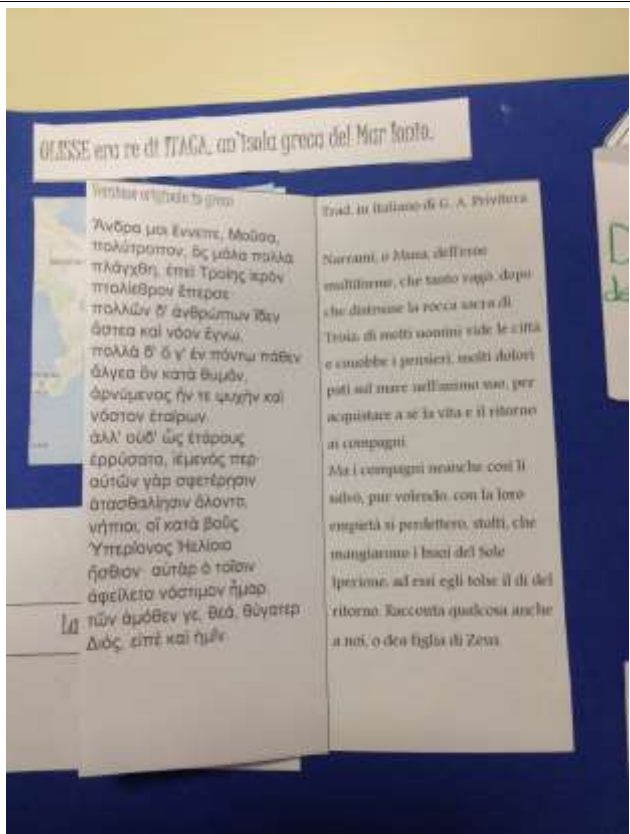 ULISSE era re di ITACA, un'isola greca del Mar Ionio.
Versione originale in greco
Ἄνδρα μοι ἔννεπε, Μοῦσα,
πολύτροπον, ὃς μάλα πολλὰ
πλάγχθη, ἐπεὶ Τροίης ἱερὸν
πτολίεθρον ἔπερσε·
πολλῶν δ' ἀνθρώπων ἴδεν
ἄστεα καὶ νόον ἔγνω,
πολλὰ δ' ὅ γ' ἐν πόντῳ πάθεν
ἄλγεα ὃν κατὰ θυμόν,
ἀρνύμενος ἥν τε ψυχὴν καὶ
νόστον ἑταίρων.
ἀλλ' οὐδ' ὧς ἑτάρους
ἐρρύσατο, ἱέμενός περ·
αὐτῶν γὰρ σφετέρῃσιν
ἀτασθαλίῃσιν ὄλοντο,
νήπιοι, οἳ κατὰ βοῦς
Ὑπερίονος Ἠελίοιο
ἤσθιον· αὐτὰρ ὁ τοῖσιν
ἀφείλετο νόστιμον ἦμαρ.
τῶν ἁμόθεν γε, θεά, θύγατερ
Διός, εἰπὲ καὶ ἡμῖν.
Trad. in italiano di G. A. Privitera
Narrami, o Musa, dell'eroe
multiforme, che tanto vagò, dopo
che distrusse la rocca sacra di
Troia: di molti uomini vide le città
e conobbe i pensieri, molti dolori
patì sul mare nell'animo suo, per
acquistare a sé la vita e il ritorno
ai compagni.
Ma i compagni neanche così li
salvò, pur volendo: con la loro
empietà si perdettero, stolti, che
mangiarono i buoi del Sole
Iperione: ad essi egli tolse il dì del
ritorno. Racconta qualcosa anche
a noi, o dea figlia di Zeus.
La
D
de